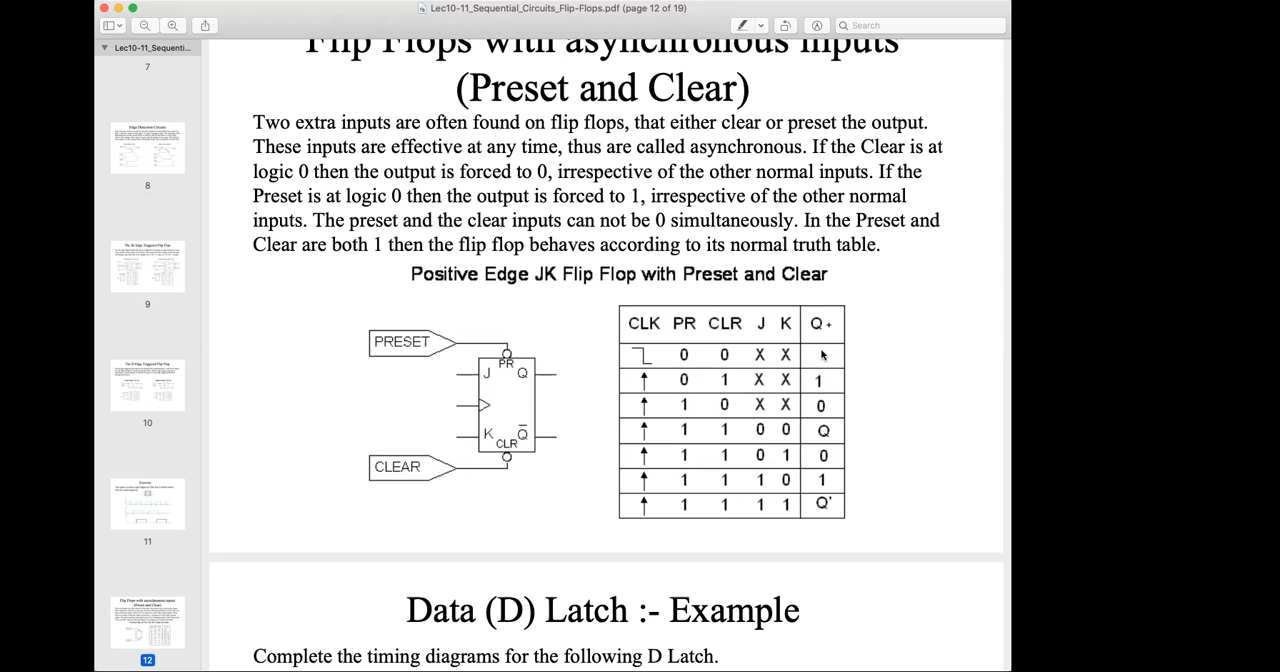 Lec10-11_Sequential_Circuits_Flip-Flops.pdf (page 12 of 19)
Search
Lec10-11_Sequenti...
7
8
9
10
11
12
Flip Flops with asynchronous inputs
(Preset and Clear)
Two extra inputs are often found on flip flops, that either clear or preset the output.
These inputs are effective at any time, thus are called asynchronous. If the Clear is at
logic 0 then the output is forced to 0, irrespective of the other normal inputs. If the
Preset is at logic 0 then the output is forced to 1, irrespective of the other normal
inputs. The preset and the clear inputs can not be 0 simultaneously. In the Preset and
Clear are both 1 then the flip flop behaves according to its normal truth table.
Positive Edge JK Flip Flop with Preset and Clear
PRESET
PR
J Q
K Q̅
CLR
CLEAR
CLK PR CLR J K Q+
0 0 X X
↑ 0 1 X X 1
↑ 1 0 X X 0
↑ 1 1 0 0 Q
↑ 1 1 0 1 0
↑ 1 1 1 0 1
↑ 1 1 1 1 Q'
Data (D) Latch :- Example
Complete the timing diagrams for the following D Latch.